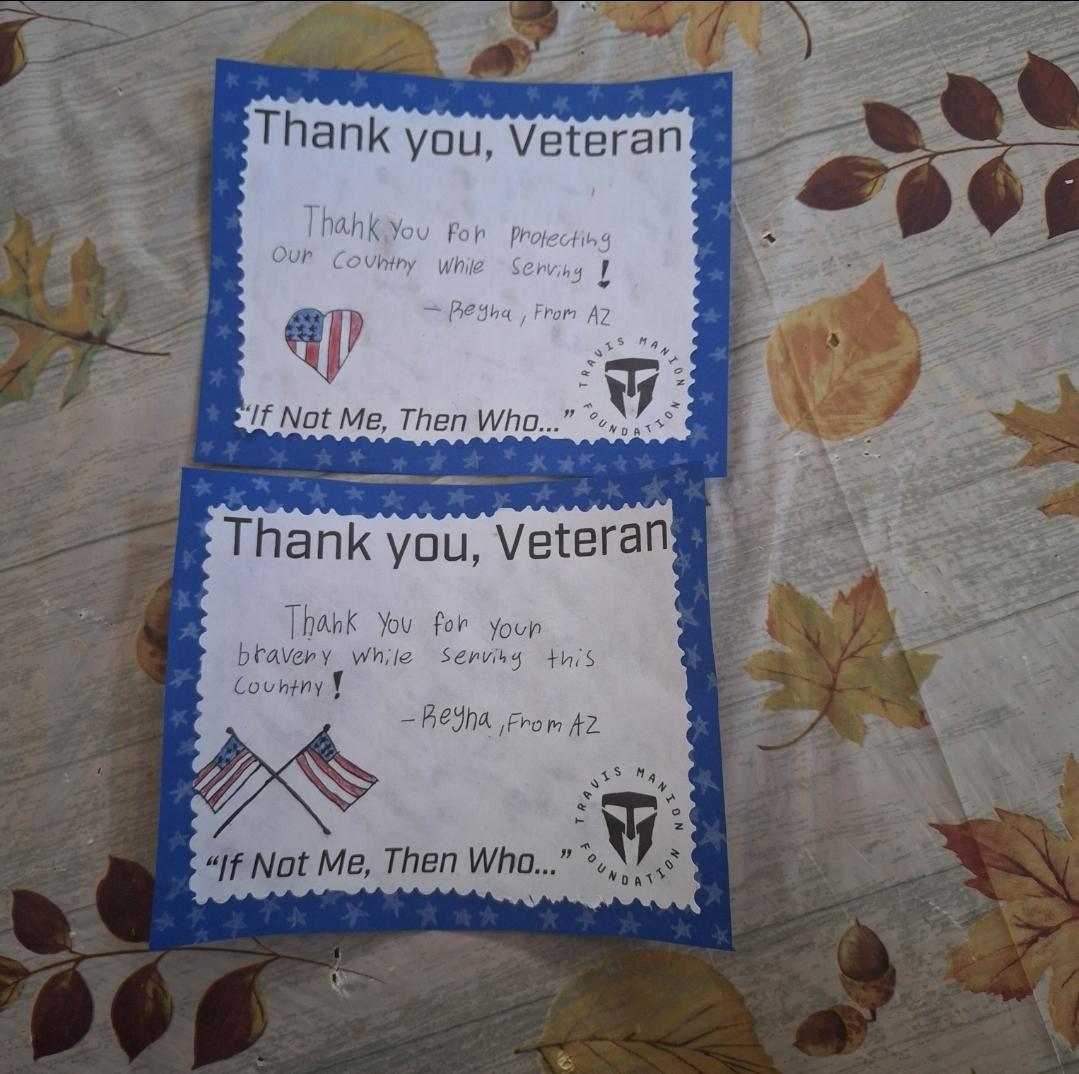 Thank you, Veteran
Thank you for protecting
our country while serving!
- Reyna, From AZ
TRAVIS MANION FOUNDATION
"If Not Me, Then Who..."
Thank you, Veteran
Thank you for your
bravery while serving this
country!
- Reyna, From AZ
TRAVIS MANION FOUNDATION
"If Not Me, Then Who..."